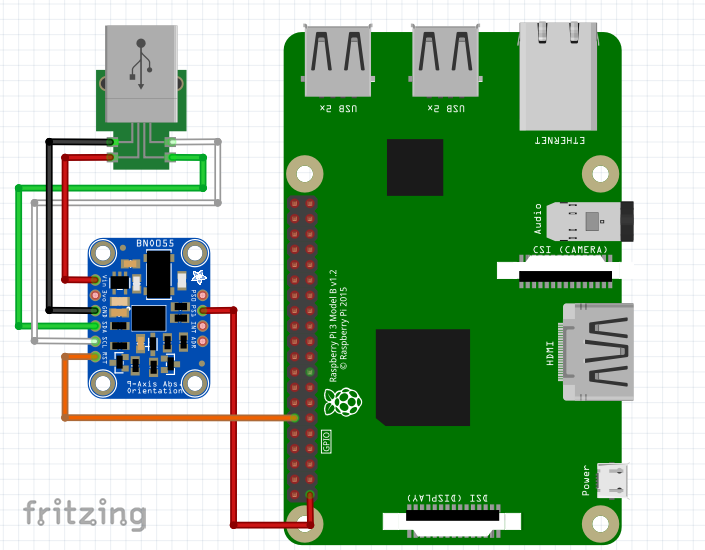 USB 2x
USB 2x
ETHERNET
Audio
CSI (CAMERA)
BNO055
Vin
3vo
GND
SDA
SCL
RST
PS0
PS1
INT
ADR
9-Axis Abs.
Orientation
Raspberry Pi 3 Model B v1.2
© Raspberry Pi 2015
HDMI
GPIO
Power
DSI (DISPLAY)
fritzing